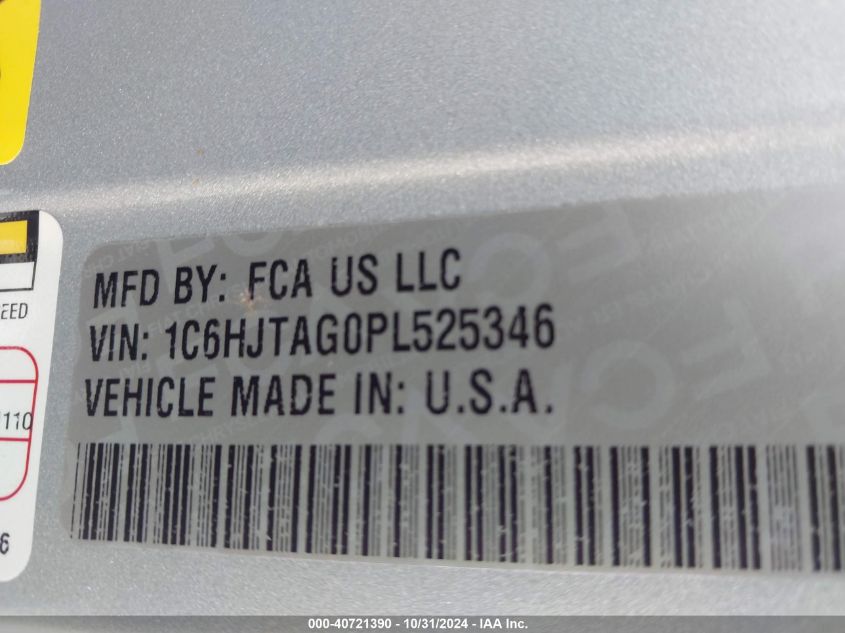 MFD BY: FCA US LLC
VIN: 1C6HJTAG0PL525346
VEHICLE MADE IN: U.S.A.
EED
110
6
000-40721390 - 10/31/2024 - IAA Inc.